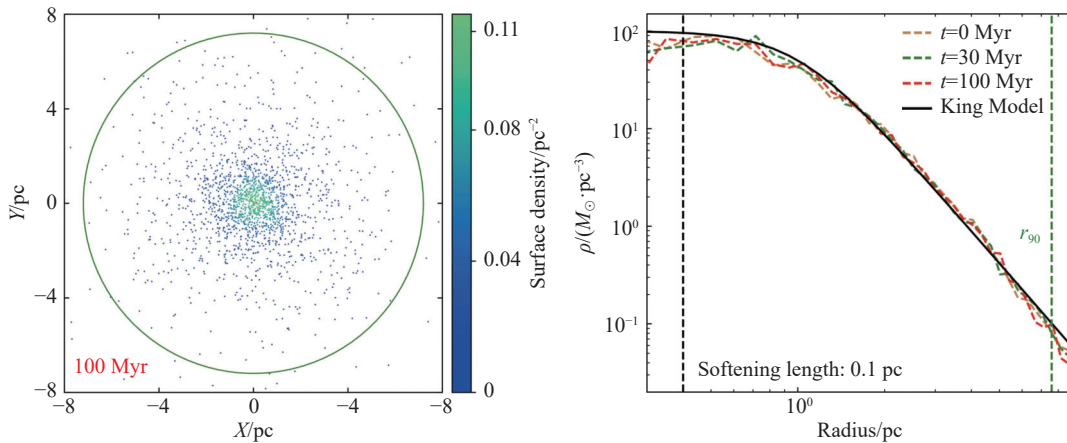 8
4
0
−4
−8
Y/pc
100 Myr
−8
−4
0
−4
−8
X/pc
0.11
0.08
0.04
0
Surface density/pc⁻²
10²
10¹
10⁰
10⁻¹
ρ/(M⊙·pc⁻³)
t=0 Myr
t=30 Myr
t=100 Myr
King Model
r₉₀
Softening length: 0.1 pc
10⁰
Radius/pc